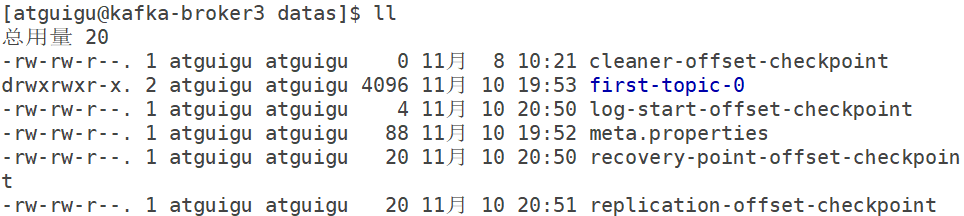 [atguigu@kafka-broker3 datas]$ ll
总用量 20
-rw-rw-r--. 1 atguigu atguigu    0 11月  8 10:21 cleaner-offset-checkpoint
drwxrwxr-x. 2 atguigu atguigu 4096 11月 10 19:53 first-topic-0
-rw-rw-r--. 1 atguigu atguigu    4 11月 10 20:50 log-start-offset-checkpoint
-rw-rw-r--. 1 atguigu atguigu   88 11月 10 19:52 meta.properties
-rw-rw-r--. 1 atguigu atguigu   20 11月 10 20:50 recovery-point-offset-checkpoin
t
-rw-rw-r--. 1 atguigu atguigu   20 11月 10 20:51 replication-offset-checkpoint